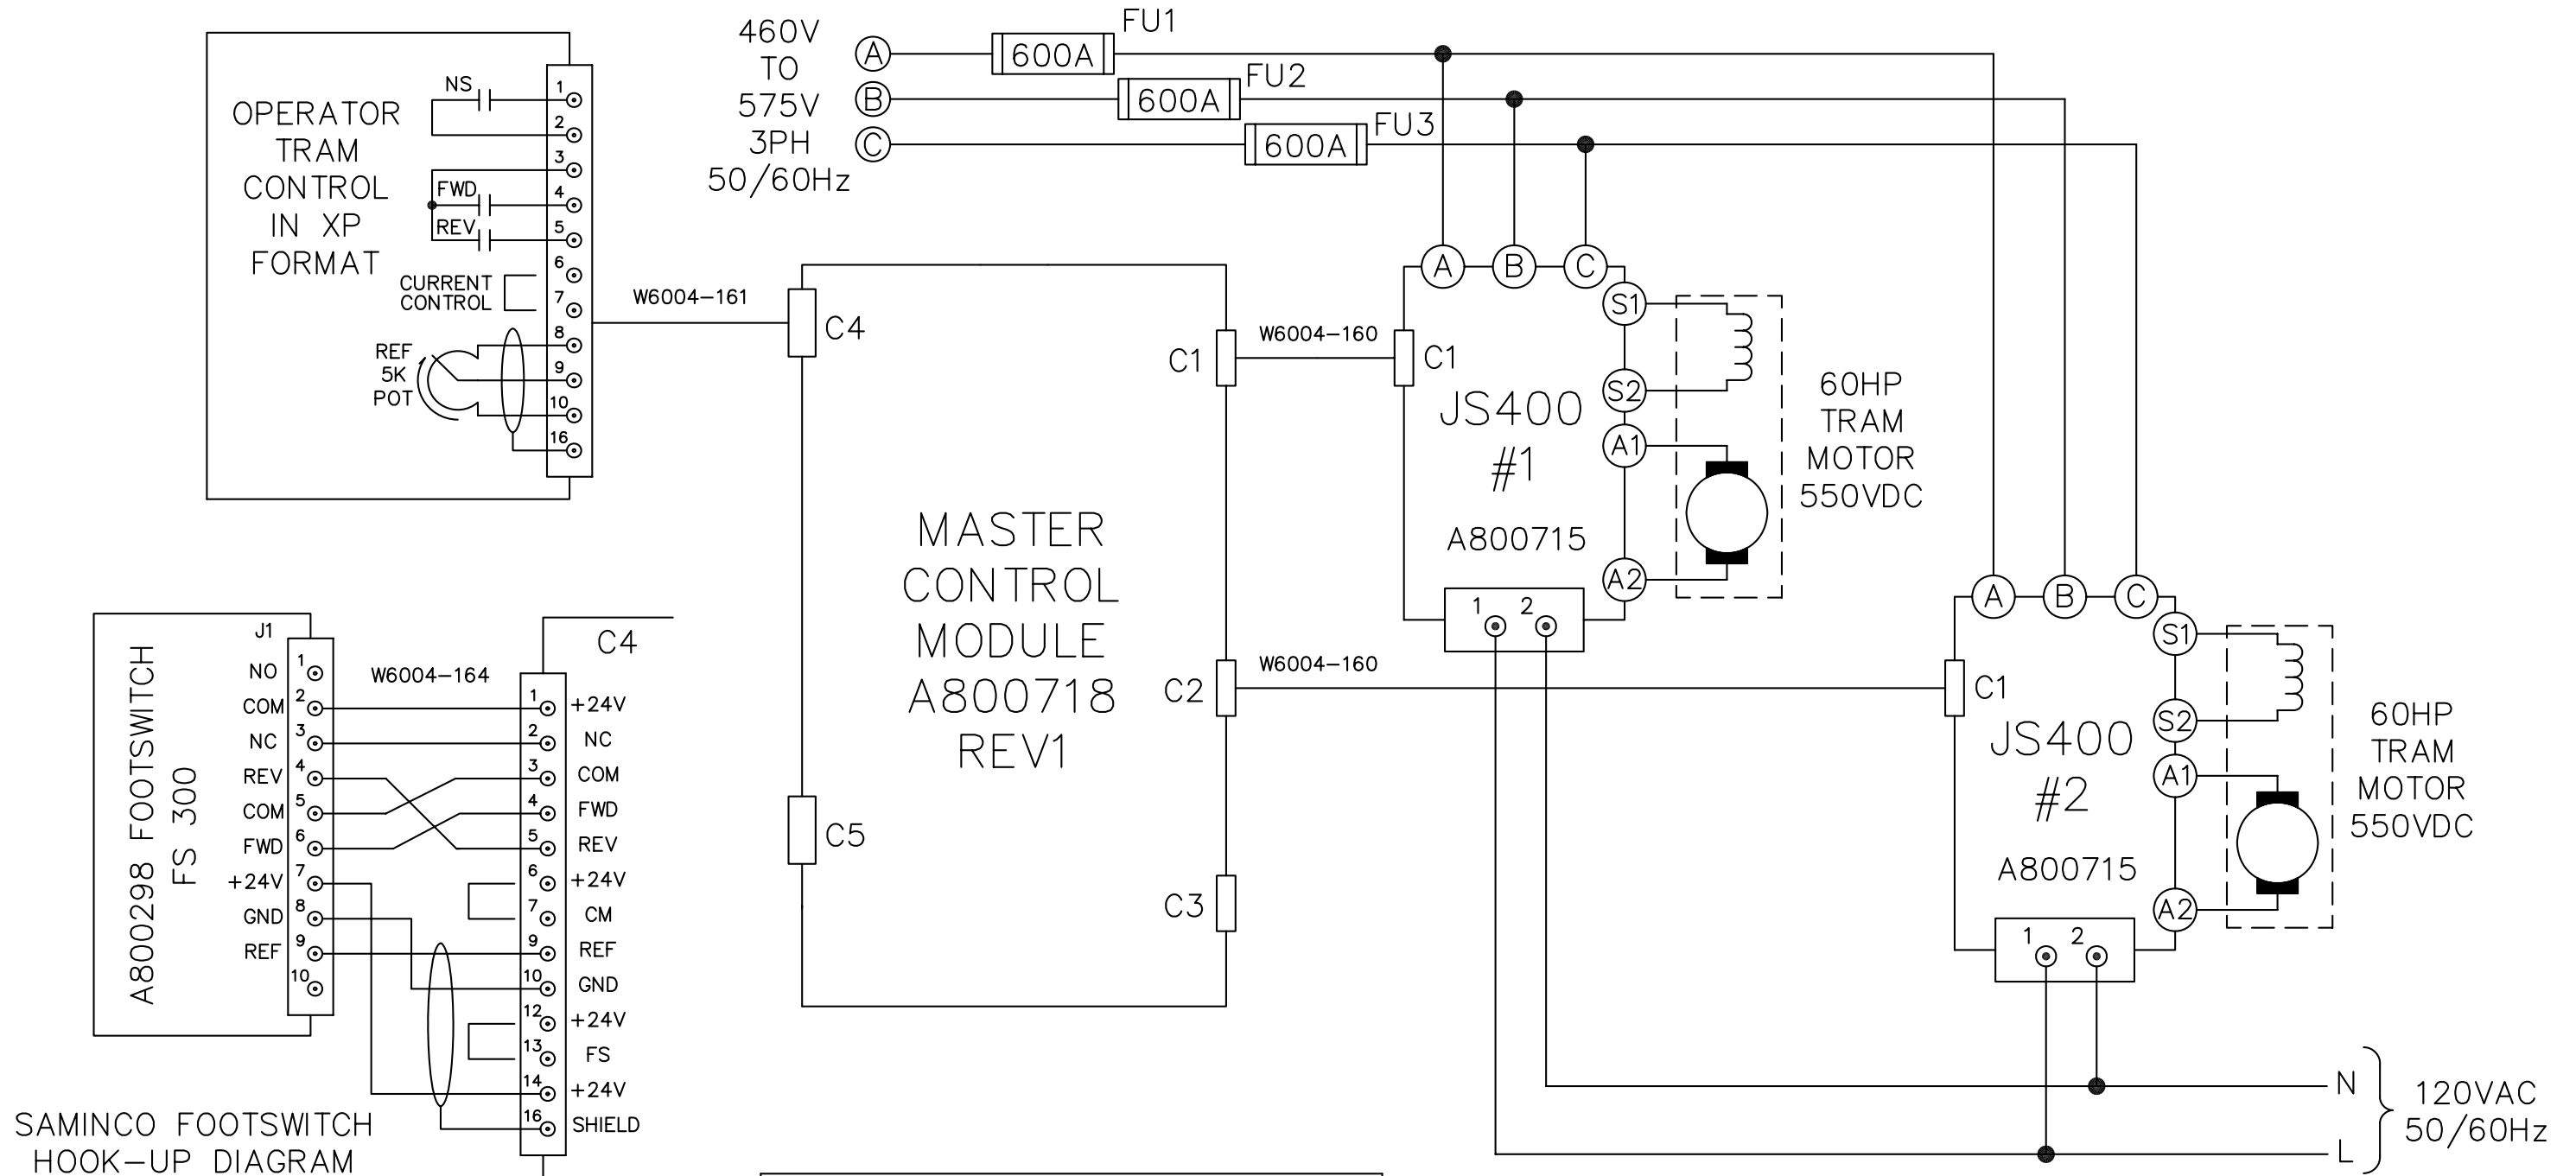 OPERATOR
TRAM
CONTROL
IN XP
FORMAT
NS
FWD
REV
CURRENT
CONTROL
REF
5K
POT
1
2
3
4
5
6
7
8
9
10
16
W6004-161
460V
TO
575V
3PH
50/60Hz
A
B
C
600A
FU1
600A
FU2
600A
FU3
C4
C5
C1
C2
C3
MASTER
CONTROL
MODULE
A800718
REV1
W6004-160
W6004-160
A
B
C
C1
JS400
#1
A800715
S1
S2
A1
A2
1
2
60HP
TRAM
MOTOR
550VDC
A
B
C
C1
JS400
#2
A800715
S1
S2
A1
A2
1
2
60HP
TRAM
MOTOR
550VDC
N
L
120VAC
50/60Hz
A800298 FOOTSWITCH
FS 300
J1
NO 1
COM 2
NC 3
REV 4
COM 5
FWD 6
+24V 7
GND 8
REF 9
10
W6004-164
C4
1 +24V
2 NC
3 COM
4 FWD
5 REV
6 +24V
7 CM
9 REF
10 GND
12 +24V
13 FS
14 +24V
16 SHIELD
SAMINCO FOOTSWITCH
HOOK-UP DIAGRAM